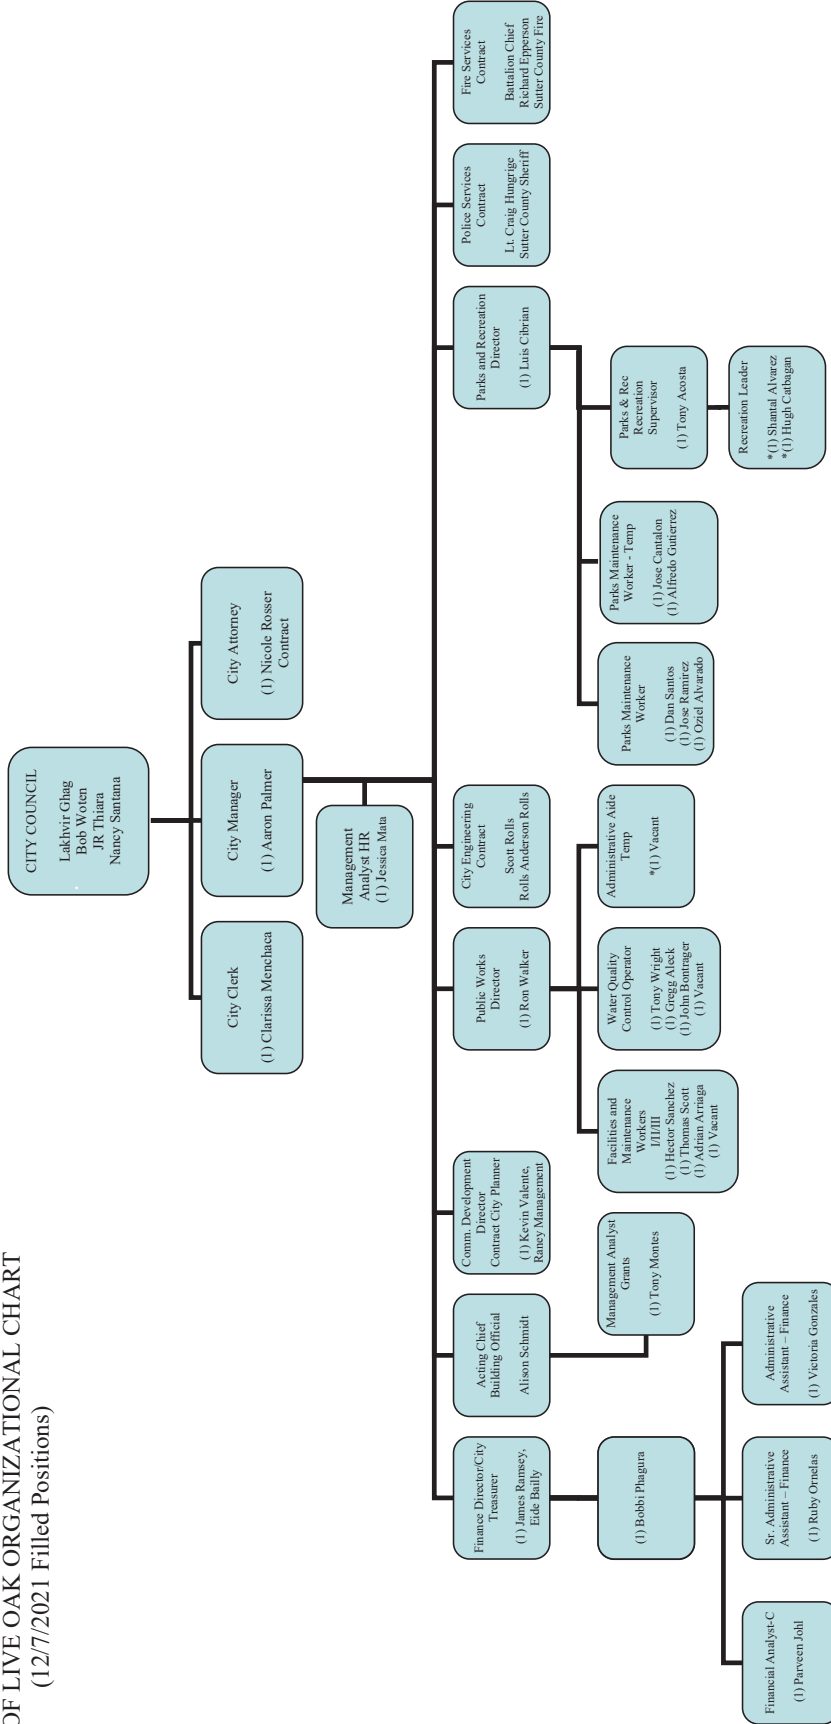 OF LIVE OAK ORGANIZATIONAL CHART
(12/7/2021 Filled Positions)
CITY COUNCIL
Lakhvir Ghag
Bob Woten
JR Thiara
Nancy Santana
City Clerk
(1) Clarissa Menchaca
City Manager
(1) Aaron Palmer
City Attorney
(1) Nicole Rosser
Contract
Management
Analyst HR
(1) Jessica Mata
Finance Director/City
Treasurer
(1) James Ramsey,
Eide Bailly
Acting Chief
Building Official
Alison Schmidt
Comm. Development
Director
Contract City Planner
(1) Kevin Valente,
Raney Management
Public Works
Director
(1) Ron Walker
City Engineering
Contract
Scott Rolls
Rolls Anderson Rolls
Parks and Recreation
Director
(1) Luis Cibrian
Police Services
Contract
Lt. Craig Hungrige
Sutter County Sheriff
Fire Services
Contract
Battalion Chief
Richard Epperson
Sutter County Fire
(1) Bobbi Phagura
Management Analyst
Grants
(1) Tony Montes
Facilities and
Maintenance
Workers
I/II/III
(1) Hector Sanchez
(1) Thomas Scott
(1) Adrian Arriaga
(1) Vacant
Water Quality
Control Operator
(1) Tony Wright
(1) Gregg Aleck
(1) John Bontrager
(1) Vacant
Administrative Aide
Temp
*(1) Vacant
Parks Maintenance
Worker
(1) Dan Santos
(1) Jose Ramirez
(1) Oziel Alvarado
Parks Maintenance
Worker - Temp
(1) Jose Cantalon
(1) Alfredo Gutierrez
Parks & Rec
Recreation
Supervisor
(1) Tony Acosta
Recreation Leader
*(1) Shantal Alvarez
*(1) Hugh Catbagan
Financial Analyst-C
(1) Parveen Johl
Sr. Administrative
Assistant – Finance
(1) Ruby Ornelas
Administrative
Assistant – Finance
(1) Victoria Gonzales